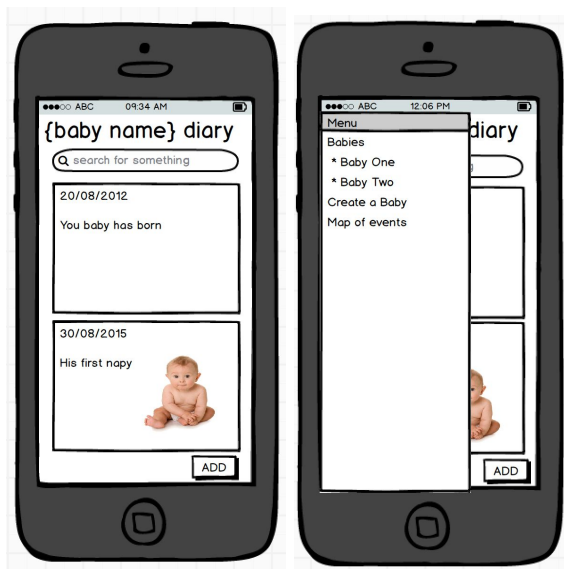 ABC 09:34 AM
{baby name} diary
search for something
20/08/2012
You baby has born
30/08/2015
His first napy
ADD
ABC 12:06 PM
Menu
diary
Babies
g
* Baby One
* Baby Two
Create a Baby
Map of events
ADD